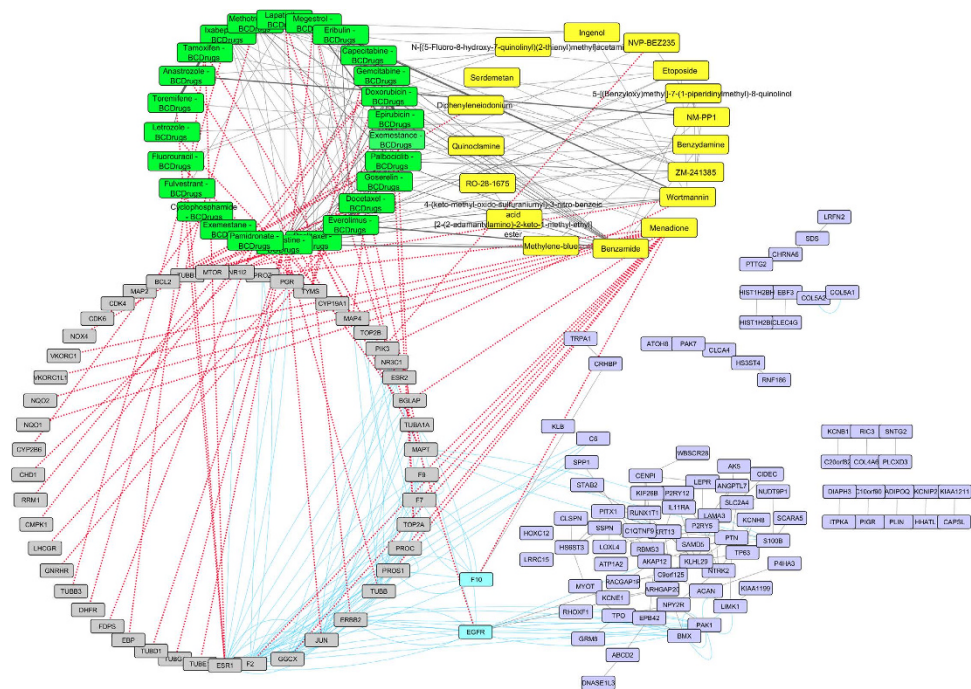 Megestrol -
BCDrugs
Eribulin -
BCDrugs
Tamoxifen -
BCDrugs
Capecitabine -
BCDrugs
Anastrozole -
BCDrugs
Gemcitabine -
BCDrugs
Toremifene -
BCDrugs
Doxorubicin -
BCDrugs
Letrozole -
BCDrugs
Epirubicin -
BCDrugs
Exemestance -
BCDrugs
Fluorouracil -
BCDrugs
Palbociclib -
BCDrugs
Fulvestrant -
BCDrugs
Goserelin -
BCDrugs
Cyclophosphamide
- BCDrugs
Docetaxel -
BCDrugs
Exemestane -
BCDrugs
Everolimus -
BCDrugs
Pamidronate -
BCDrugs
Ingenol
N-[(5-Fluoro-8-hydroxy-7-quinolinyl)(2-thienyl)methyl]acetami
NVP-BEZ235
Serdemetan
Etoposide
5-[(Benzyloxy)methyl]-7-(1-piperidinylmethyl)-8-quinolinol
Diphenyleneiodonium
NM-PP1
Quinoclamine
Benzydamine
RO-28-1675
ZM-241385
Wortmannin
4-(keto-methyl-oxido-sulfuraniumyl)-3-nitro-benzoic
acid
[2-(2-adamantylamino)-2-keto-1-methyl-ethyl]
ester
Menadione
Methylene-blue
Benzamide
TUBB
MTOR
NR1I2
PGR
BCL2
MAP2
TYMS
CDK4
CYP19A1
CDK6
MAP4
NOX4
TOP2B
PIK3
VKORC1
NR3C1
VKORC1L1
ESR2
NQO2
BGLAP
NQO1
TUBA1A
CYP2B6
MAPT
CHD1
F9
RRM1
F7
CMPK1
TOP2A
LHCGR
PROC
GNRHR
PROS1
TUBB3
TUBB
DHFR
ERBB2
FDPS
JUN
EBP
GGCX
TUBD1
TUBG
TUBE
ESR1
F2
F10
EGFR
TRPA1
CRHBP
KLB
C6
SPP1
STAB2
LRFN2
SDS
CHRNA6
PTTG2
HIST1H2BH
EBF3
COL5A2
COL5A1
HIST1H2BI
CLEC4G
ATOH8
PAK7
CLCA4
HS3ST4
RNF186
KCNB1
RIC3
SNTG2
C20orf82
COL4A6
PLCXD3
DIAPH3
C10orf90
ADIPOQ
KCNIP2
KIAA1211
ITPKA
PIGR
PLIN
HHATL
CAPSL
WBSCR28
CENPI
AK5
CIDEC
LEPR
ANGPTL7
NUDT9P1
KIF26B
P2RY12
SLC2A4
PITX1
RUNX1T1
IL11RA
LAMA3
KCNH8
SCARA5
CLSPN
HOXC12
SSPN
C1QTNF9
KRT13
P2RY5
PTN
S100B
LRRC15
HS6ST3
LOXL4
RBMS3
SAMD5
TP63
ATP1A2
AKAP12
KLHL29
NTRK2
P4HA3
MYOT
RACGAP1P
C9orf125
KIAA1199
RHOXF1
KCNE1
ARHGAP20
ACAN
LIMK1
TPO
EPB42
NPY2R
PAK1
GRM8
BMX
ABCD2
DNASE1L3